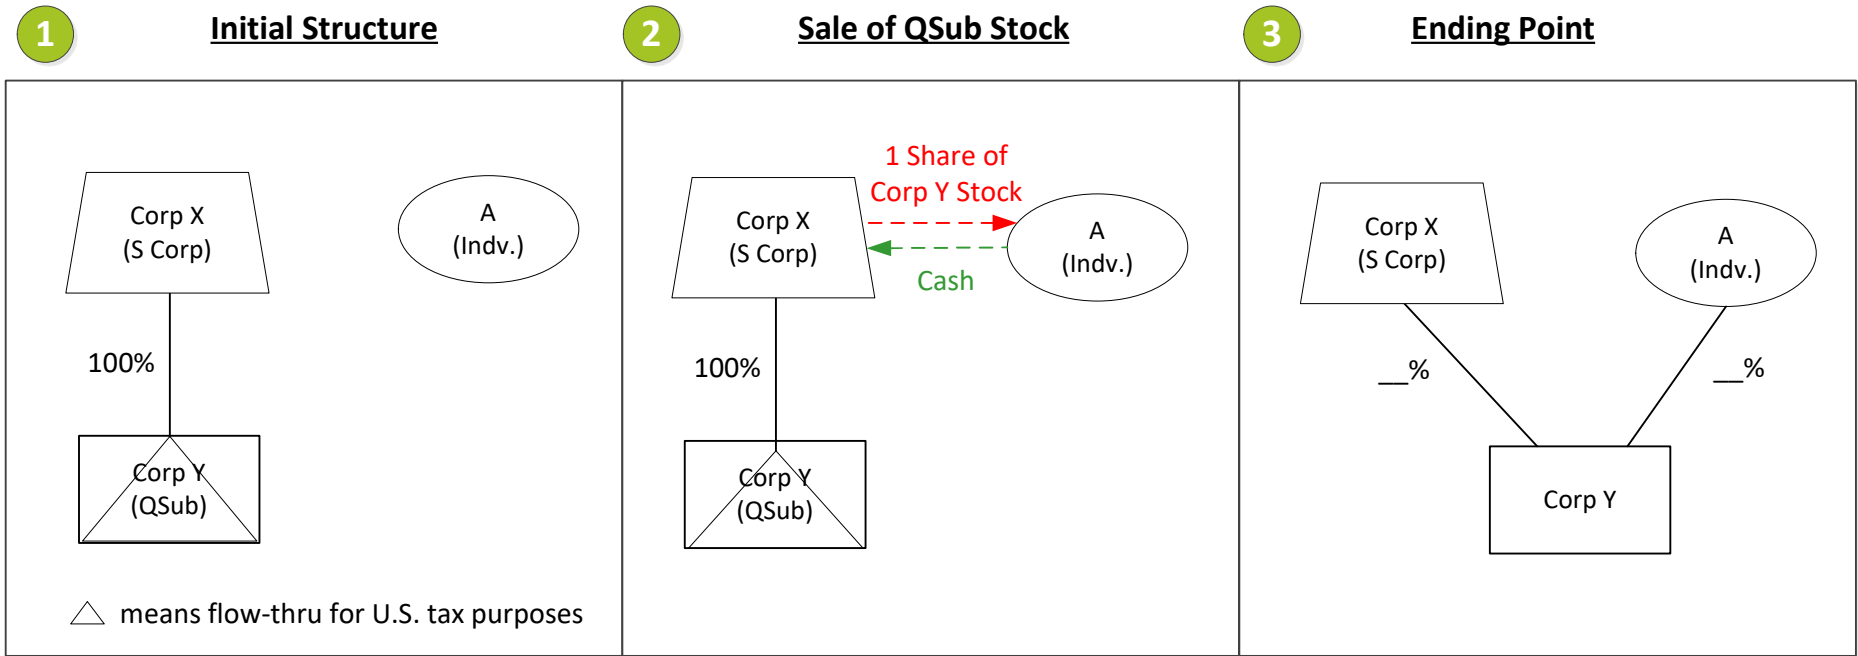 1
Initial Structure
Corp X
(S Corp)
A
(Indv.)
100%
Corp Y
(QSub)
means flow-thru for U.S. tax purposes
2
Sale of QSub Stock
1 Share of
Corp Y Stock
Corp X
(S Corp)
A
(Indv.)
Cash
100%
Corp Y
(QSub)
3
Ending Point
Corp X
(S Corp)
A
(Indv.)
__%
__%
Corp Y